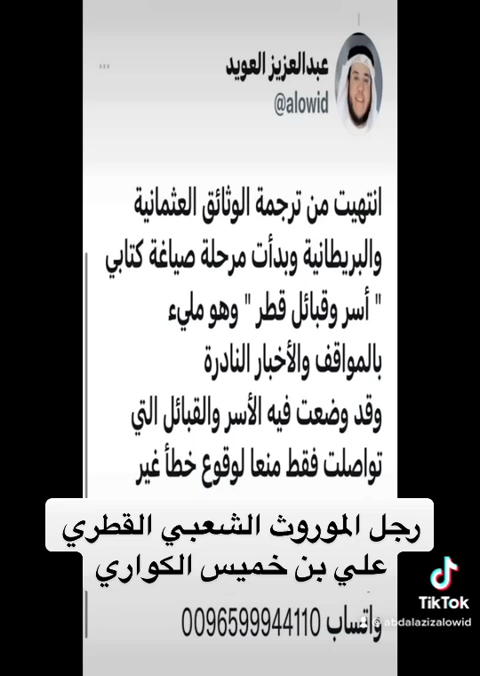 عبدالعزيز العويد
@alowid
انتهيت من ترجمة الوثائق العثمانية
والبريطانية وبدأت مرحلة صياغة كتابي
" أسر وقبائل قطر " وهو مليء
بالمواقف والأخبار النادرة
وقد وضعت فيه الأسر والقبائل التي
تواصلت فقط منعا لوقوع خطأ غير
رجل الموروث الشعبي القطري
علي بن خميس الكواري
واتساب 0096599944110
TikTok
@abdalazizalowid